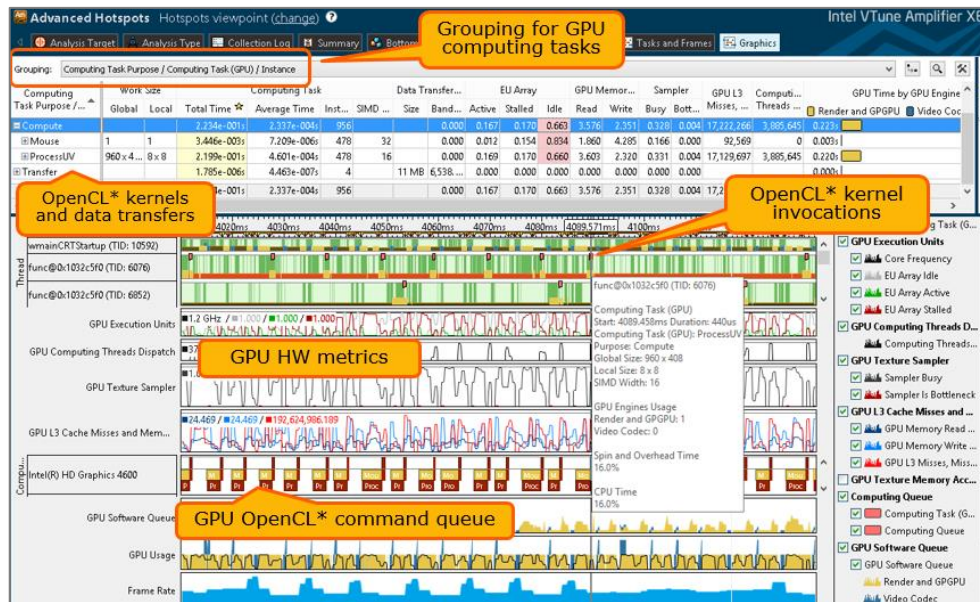 Advanced Hotspots Hotspots viewpoint (change)
Intel VTune Amplifier XE
Analysis Target Analysis Type Collection Log Summary Bottom Tasks and Frames Graphics
Grouping for GPU
computing tasks
Grouping: Computing Task Purpose / Computing Task (GPU) / Instance
Computing Work Size Computing Task Data Transfer... EU Array GPU Memor... Sampler GPU L3 Computi... GPU Time by GPU Engine
Task Purpose /... Global Local Total Time Average Time Inst... SIMD ... Size Band... Active Stalled Idle Read Write Busy Bott... Misses, ... Threads ... Render and GPGPU Video Coc
Compute 2.234e-001s 2.337e-004s 956 0.000 0.167 0.170 0.663 3.576 2.351 0.328 0.004 17,222,266 3,885,645 0.223s
Mouse 1 1 3.446e-003s 7.209e-006s 478 32 0.000 0.012 0.154 0.834 1.860 4.285 0.166 0.000 92,569 0 0.003s
ProcessUV 960 x 4... 8 x 8 2.199e-001s 4.601e-004s 478 16 0.000 0.169 0.170 0.660 3.603 2.320 0.331 0.004 17,129,697 3,885,645 0.220s
Transfer 1.785e-006s 4.463e-007s 4 11 MB 6,538.... 0.000 0.000 0.000 0.000 0.000 0.000 0.000 0.000s
2.337e-004s 956 0.000 0.167 0.170 0.663 3.576 2.351 0.328 0.004
OpenCL* kernels
and data transfers
OpenCL* kernel
invocations
4020ms 4030ms 4040ms 4050ms 4060ms 4070ms 4080ms 4089.571ms 4100ms
Thread
wmainCRTStartup (TID: 10592)
func@0x1032c5f0 (TID: 6076)
func@0x1032c5f0 (TID: 6852)
GPU Execution Units
1.2 GHz / 1.000 / 1.000 / 1.000
GPU Computing Threads Dispatch
GPU HW metrics
GPU Texture Sampler
GPU L3 Cache Misses and Mem...
24.469 / 24.469 / 192,624,986.189
Compu...
Intel(R) HD Graphics 4600
GPU OpenCL* command queue
GPU Software Queue
GPU Usage
Frame Rate
func@0x1032c5f0 (TID: 6076)
Computing Task (GPU)
Start: 4089.458ms Duration: 440us
Computing Task (GPU): ProcessUV
Purpose: Compute
Global Size: 960 x 408
Local Size: 8 x 8
SIMD Width: 16
GPU Engines Usage
Render and GPGPU: 1
Video Codec: 0
Spin and Overhead Time
16.0%
CPU Time
16.0%
GPU Execution Units
Core Frequency
EU Array Idle
EU Array Active
EU Array Stalled
GPU Computing Threads D...
Computing Threads...
GPU Texture Sampler
Sampler Busy
Sampler Is Bottleneck
GPU L3 Cache Misses and ...
GPU Memory Read ...
GPU Memory Write ...
GPU L3 Misses, Miss...
GPU Texture Memory Acc...
Computing Queue
Computing Task (G...
Computing Queue
GPU Software Queue
GPU Software Queue
Render and GPGPU
Video Codec